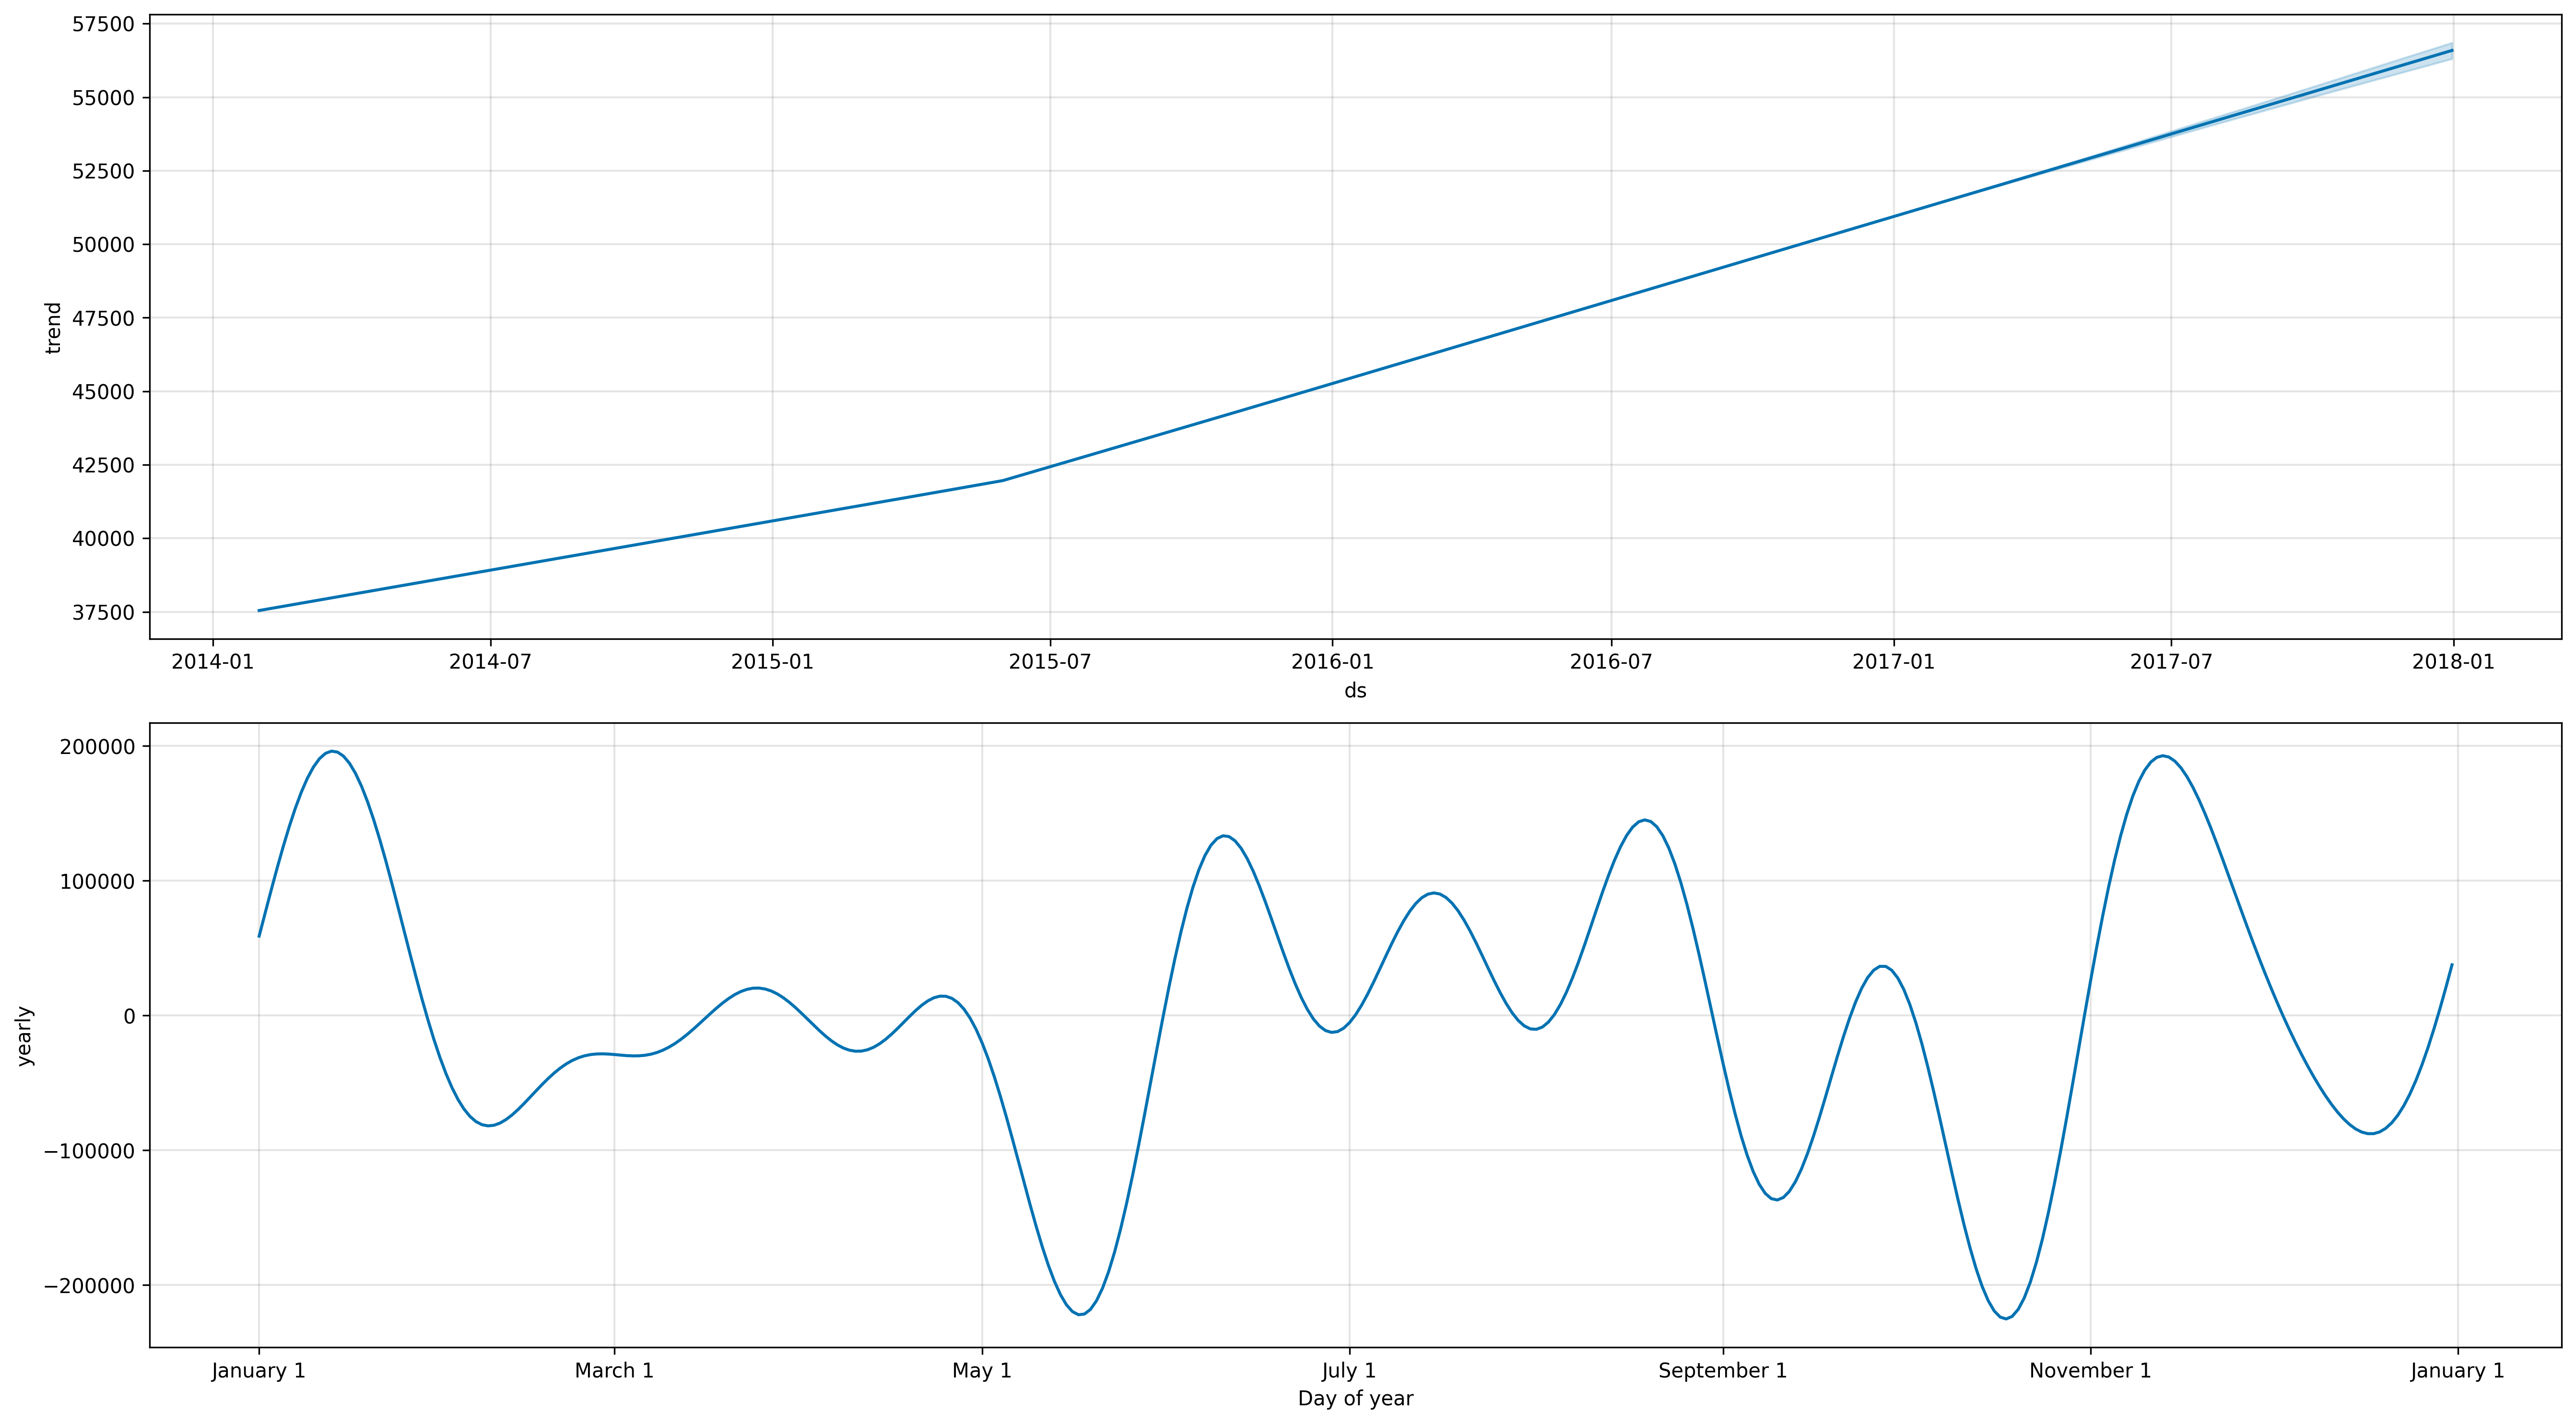 57500
55000
52500
50000
47500
45000
42500
40000
37500
trend
2014-01 2014-07 2015-01 2015-07 2016-01 2016-07 2017-01 2017-07 2018-01
ds
200000
100000
0
−100000
−200000
yearly
January 1 March 1 May 1 July 1 September 1 November 1 January 1
Day of year